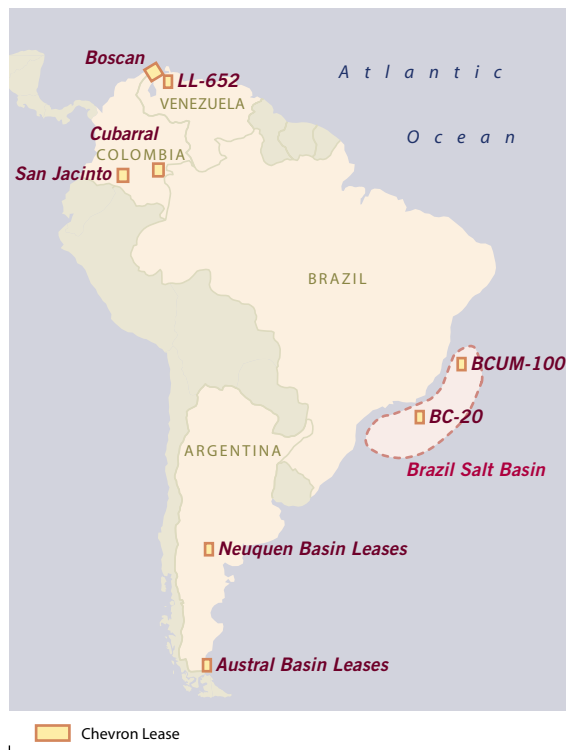 Boscan
Atlantic
LL-652
VENEZUELA
Ocean
Cubarral
COLOMBIA
San Jacinto
BRAZIL
BCUM-100
BC-20
ARGENTINA
Brazil Salt Basin
Neuquen Basin Leases
Austral Basin Leases
Chevron Lease